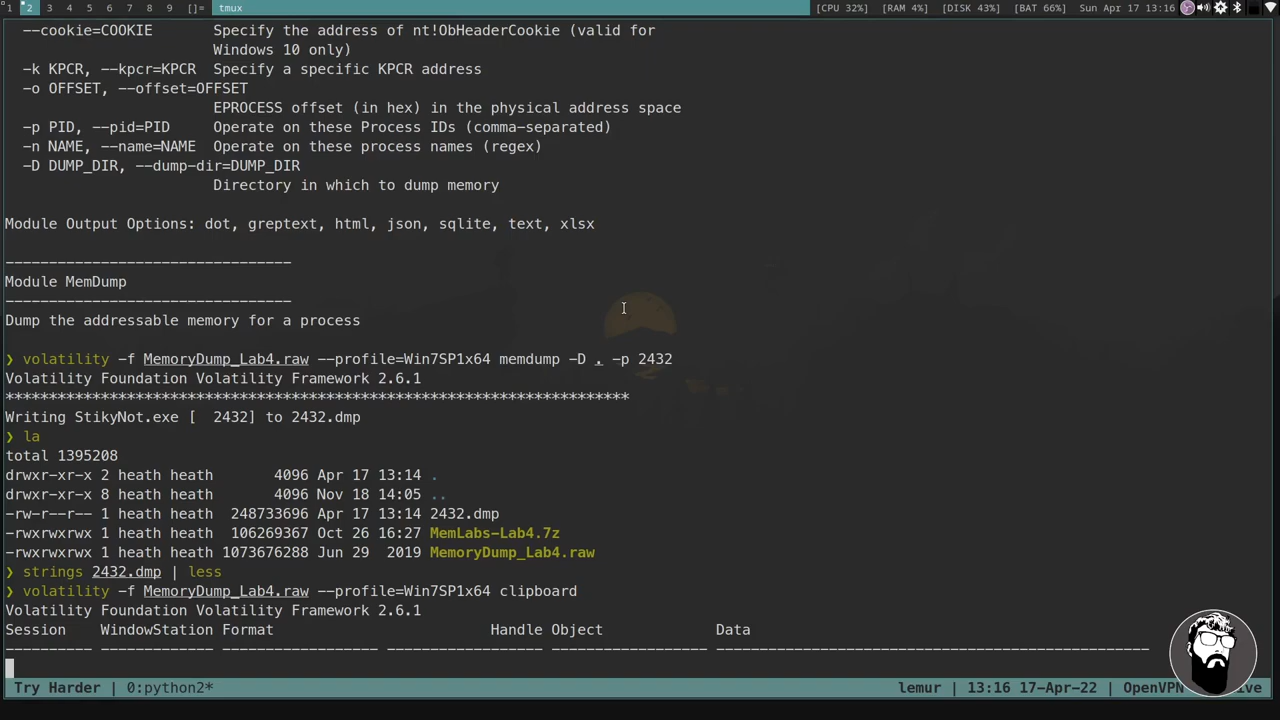 1 2 3 4 5 6 7 8 9 []= tmux [CPU 32%] [RAM 4%] [DISK 43%] [BAT 66%] Sun Apr 17 13:16
--cookie=COOKIE Specify the address of nt!ObHeaderCookie (valid for
Windows 10 only)
-k KPCR, --kpcr=KPCR Specify a specific KPCR address
-o OFFSET, --offset=OFFSET
EPROCESS offset (in hex) in the physical address space
-p PID, --pid=PID Operate on these Process IDs (comma-separated)
-n NAME, --name=NAME Operate on these process names (regex)
-D DUMP_DIR, --dump-dir=DUMP_DIR
Directory in which to dump memory
Module Output Options: dot, greptext, html, json, sqlite, text, xlsx
---------------------------------
Module MemDump
---------------------------------
Dump the addressable memory for a process
❯ volatility -f MemoryDump_Lab4.raw --profile=Win7SP1x64 memdump -D . -p 2432
Volatility Foundation Volatility Framework 2.6.1
************************************************************************
Writing StikyNot.exe [  2432] to 2432.dmp
❯ la
total 1395208
drwxr-xr-x 2 heath heath 4096 Apr 17 13:14 .
drwxr-xr-x 8 heath heath 4096 Nov 18 14:05 ..
-rw-r--r-- 1 heath heath 248733696 Apr 17 13:14 2432.dmp
-rwxrwxrwx 1 heath heath 106269367 Oct 26 16:27 MemLabs-Lab4.7z
-rwxrwxrwx 1 heath heath 1073676288 Jun 29 2019 MemoryDump_Lab4.raw
❯ strings 2432.dmp | less
❯ volatility -f MemoryDump_Lab4.raw --profile=Win7SP1x64 clipboard
Volatility Foundation Volatility Framework 2.6.1
Session WindowStation Format Handle Object Data
---------- ------------- ------------------ ------------------ ------------------ --------------------------------------------------
Try Harder | 0:python2* lemur | 13:16 17-Apr-22 | OpenVPN